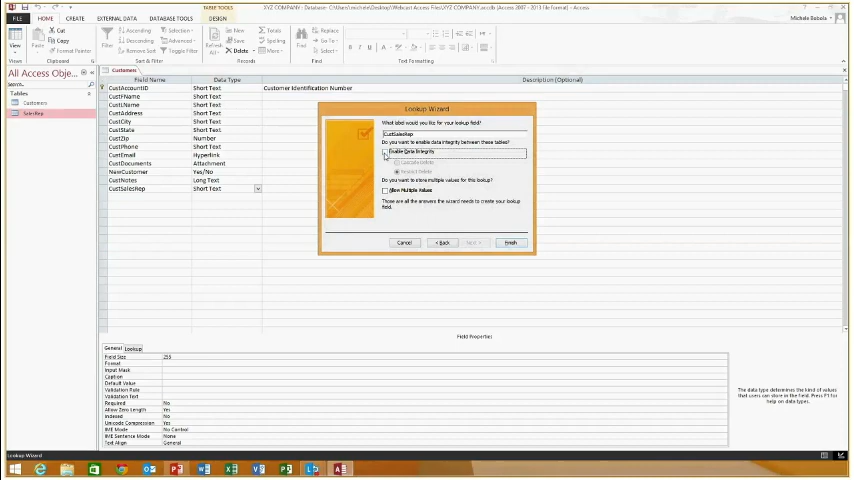 TABLE TOOLS
XYZ COMPANY : Database- C:\Users\michele\Desktop\Webcast Access Files\XYZ COMPANY.accdb (Access 2007 - 2013 file format) - Access
FILE HOME CREATE EXTERNAL DATA DATABASE TOOLS DESIGN
Michele Bobola
View
Paste
Cut
Copy
Format Painter
Filter
Ascending
Descending
Remove Sort
Selection
Advanced
Toggle Filter
Refresh All
New
Save
Delete
Totals
Spelling
More
Find
Replace
Go To
Select
B I U
Views Clipboard Sort & Filter Records Find Text Formatting
All Access Obje...
Search...
Tables
Customers
SalesRep
Customers
Field Name Data Type Description (Optional)
CustAccountID Short Text Customer Identification Number
CustFName Short Text
CustLName Short Text
CustAddress Short Text
CustCity Short Text
CustState Short Text
CustZip Number
CustPhone Short Text
CustEmail Hyperlink
CustDocuments Attachment
NewCustomer Yes/No
CustNotes Long Text
CustSalesRep Short Text
Lookup Wizard
What label would you like for your lookup field?
CustSalesRep
Do you want to enable data integrity between these tables?
Enable Data Integrity
Cascade Delete
Restrict Delete
Do you want to store multiple values for this lookup?
Allow Multiple Values
Those are all the answers the wizard needs to create your lookup
field.
Cancel < Back Next > Finish
Field Properties
General Lookup
Field Size 255
Format
Input Mask
Caption
Default Value
Validation Rule
Validation Text
Required No
Allow Zero Length Yes
Indexed No
Unicode Compression Yes
IME Mode No Control
IME Sentence Mode None
Text Align General
The data type determines the kind of
values that users can store in the field. Press F1 for
help on data types.
Lookup Wizard